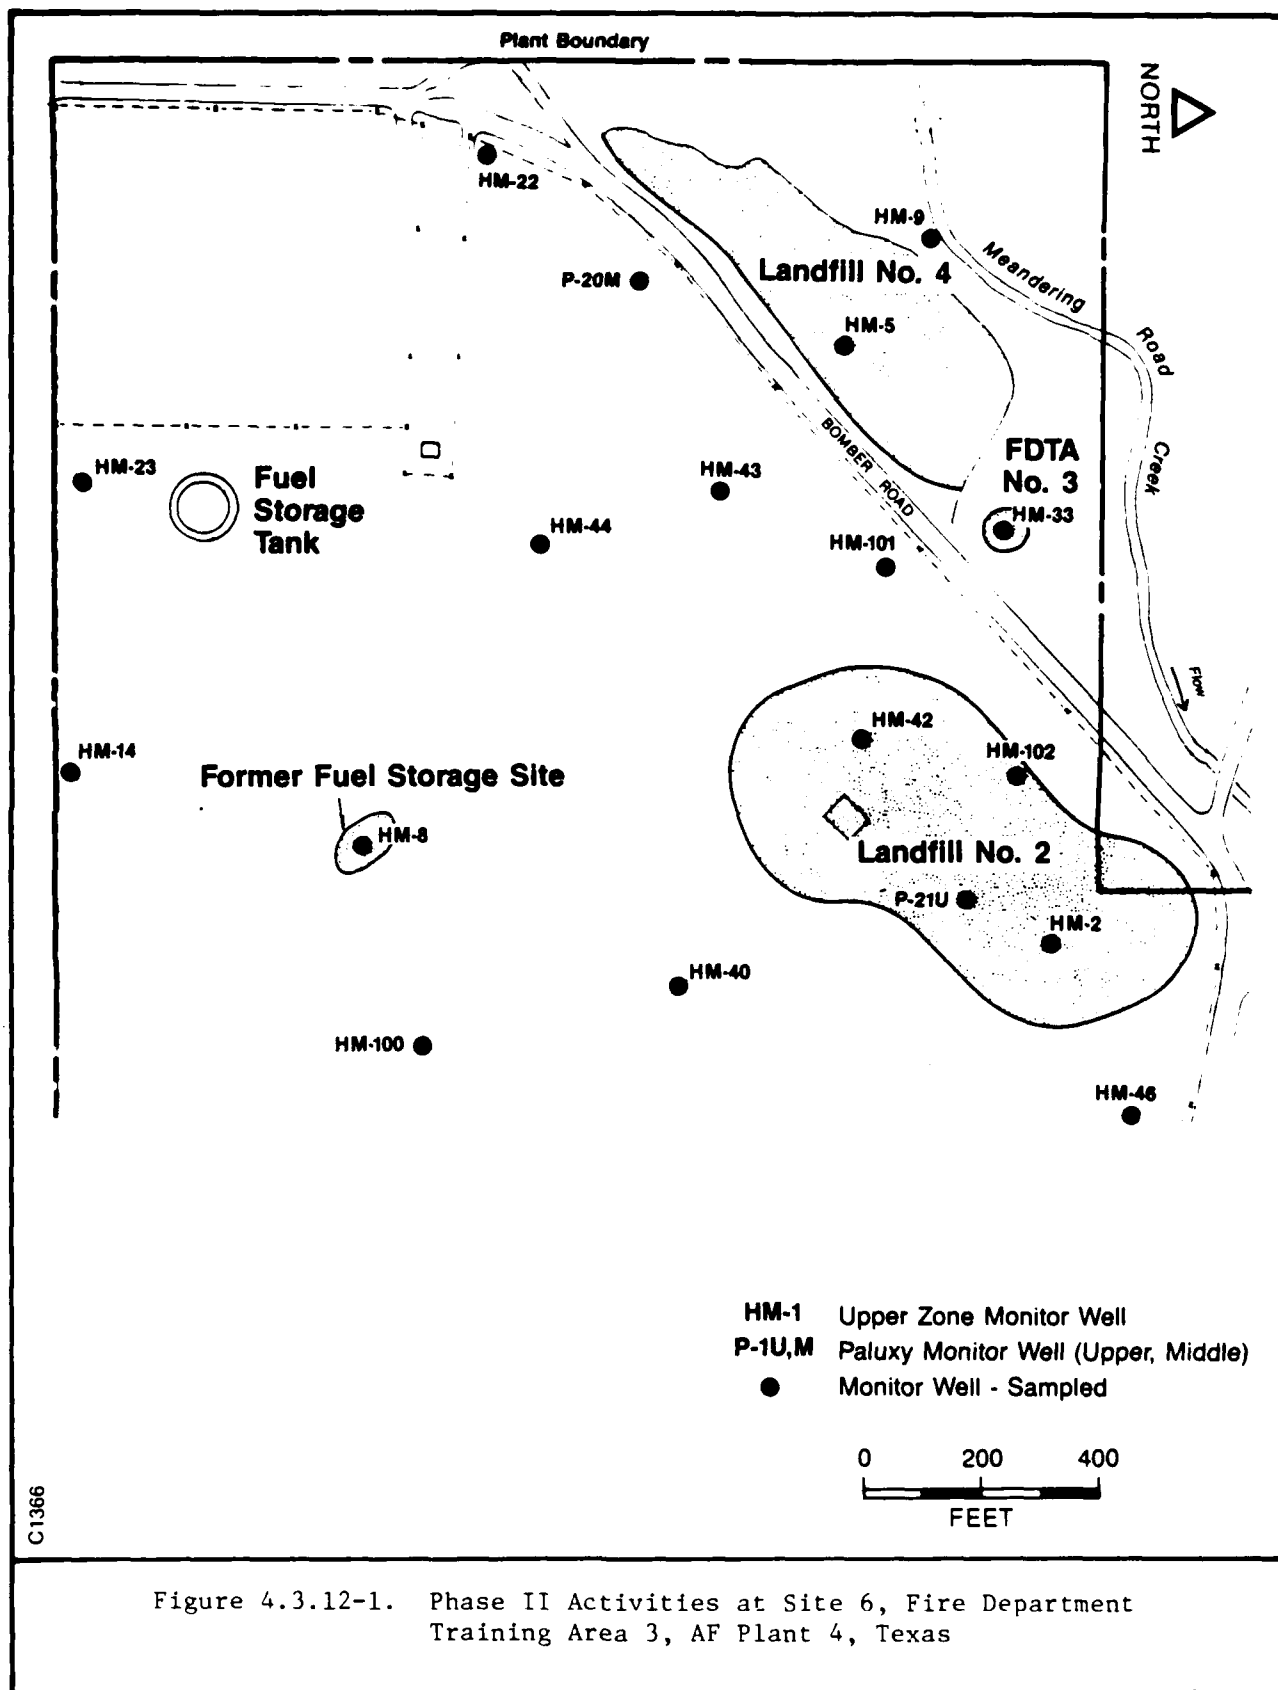 Plant Boundary
NORTH
HM-22
HM-9
Meandering
Road
Creek
P-20M
Landfill No. 4
HM-5
BOMBER ROAD
FDTA
No. 3
HM-33
HM-23
Fuel
Storage
Tank
HM-43
HM-44
HM-101
Flow
HM-14
HM-42
HM-102
Former Fuel Storage Site
HM-8
Landfill No. 2
P-21U
HM-2
HM-40
HM-100
HM-46
HM-1 Upper Zone Monitor Well
P-1U,M Paluxy Monitor Well (Upper, Middle)
Monitor Well - Sampled
0 200 400
FEET
C1366
Figure 4.3.12-1. Phase II Activities at Site 6, Fire Department
Training Area 3, AF Plant 4, Texas